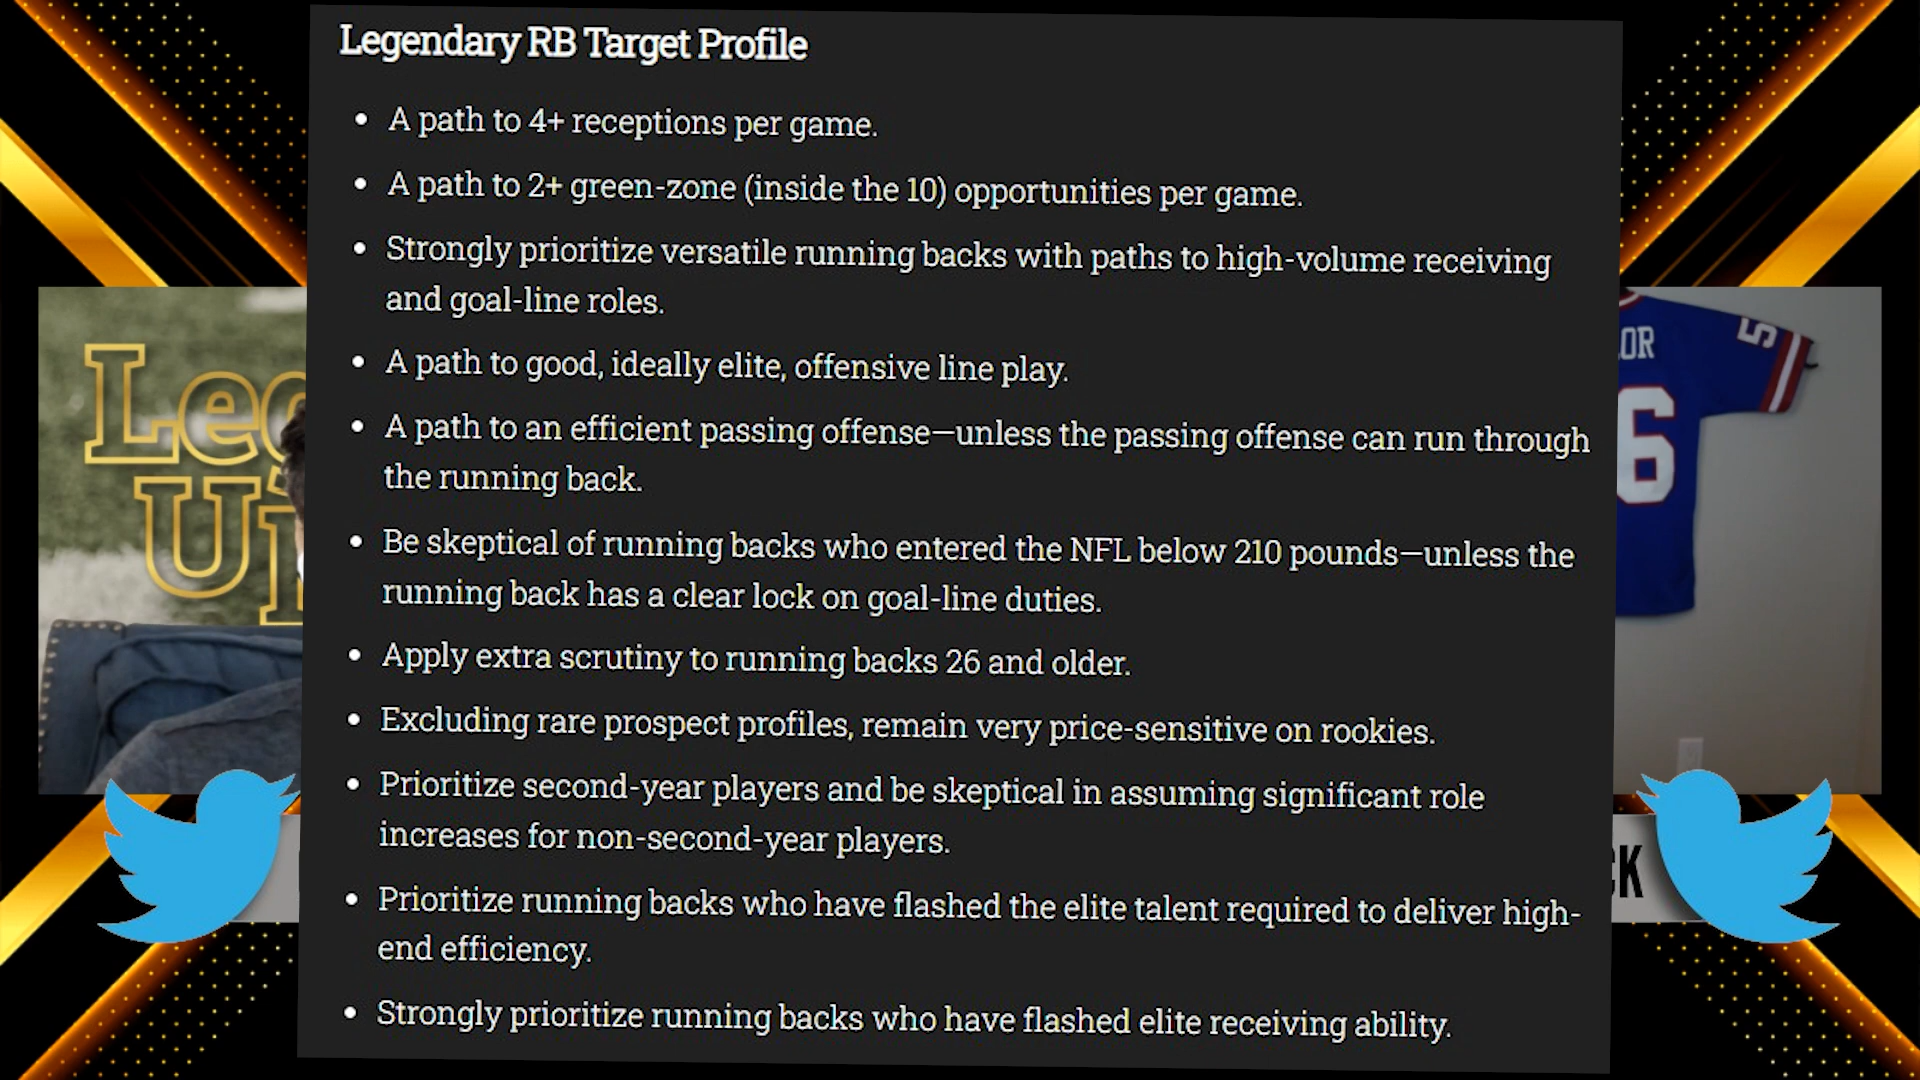 Legendary RB Target Profile
• A path to 4+ receptions per game.
• A path to 2+ green-zone (inside the 10) opportunities per game.
• Strongly prioritize versatile running backs with paths to high-volume receiving
and goal-line roles.
• A path to good, ideally elite, offensive line play.
• A path to an efficient passing offense—unless the passing offense can run through
the running back.
• Be skeptical of running backs who entered the NFL below 210 pounds—unless the
running back has a clear lock on goal-line duties.
• Apply extra scrutiny to running backs 26 and older.
• Excluding rare prospect profiles, remain very price-sensitive on rookies.
• Prioritize second-year players and be skeptical in assuming significant role
increases for non-second-year players.
• Prioritize running backs who have flashed the elite talent required to deliver high-
end efficiency.
• Strongly prioritize running backs who have flashed elite receiving ability.
OR
5
6